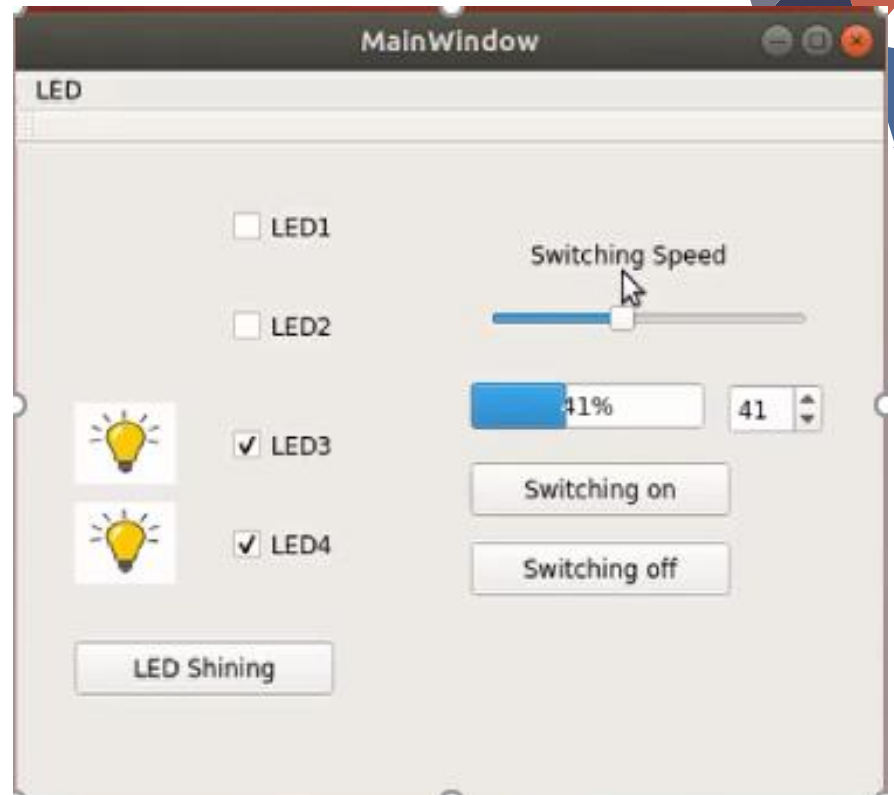 MainWindow
LED
LED1
Switching Speed
LED2
41%
41
LED3
Switching on
LED4
Switching off
LED Shining